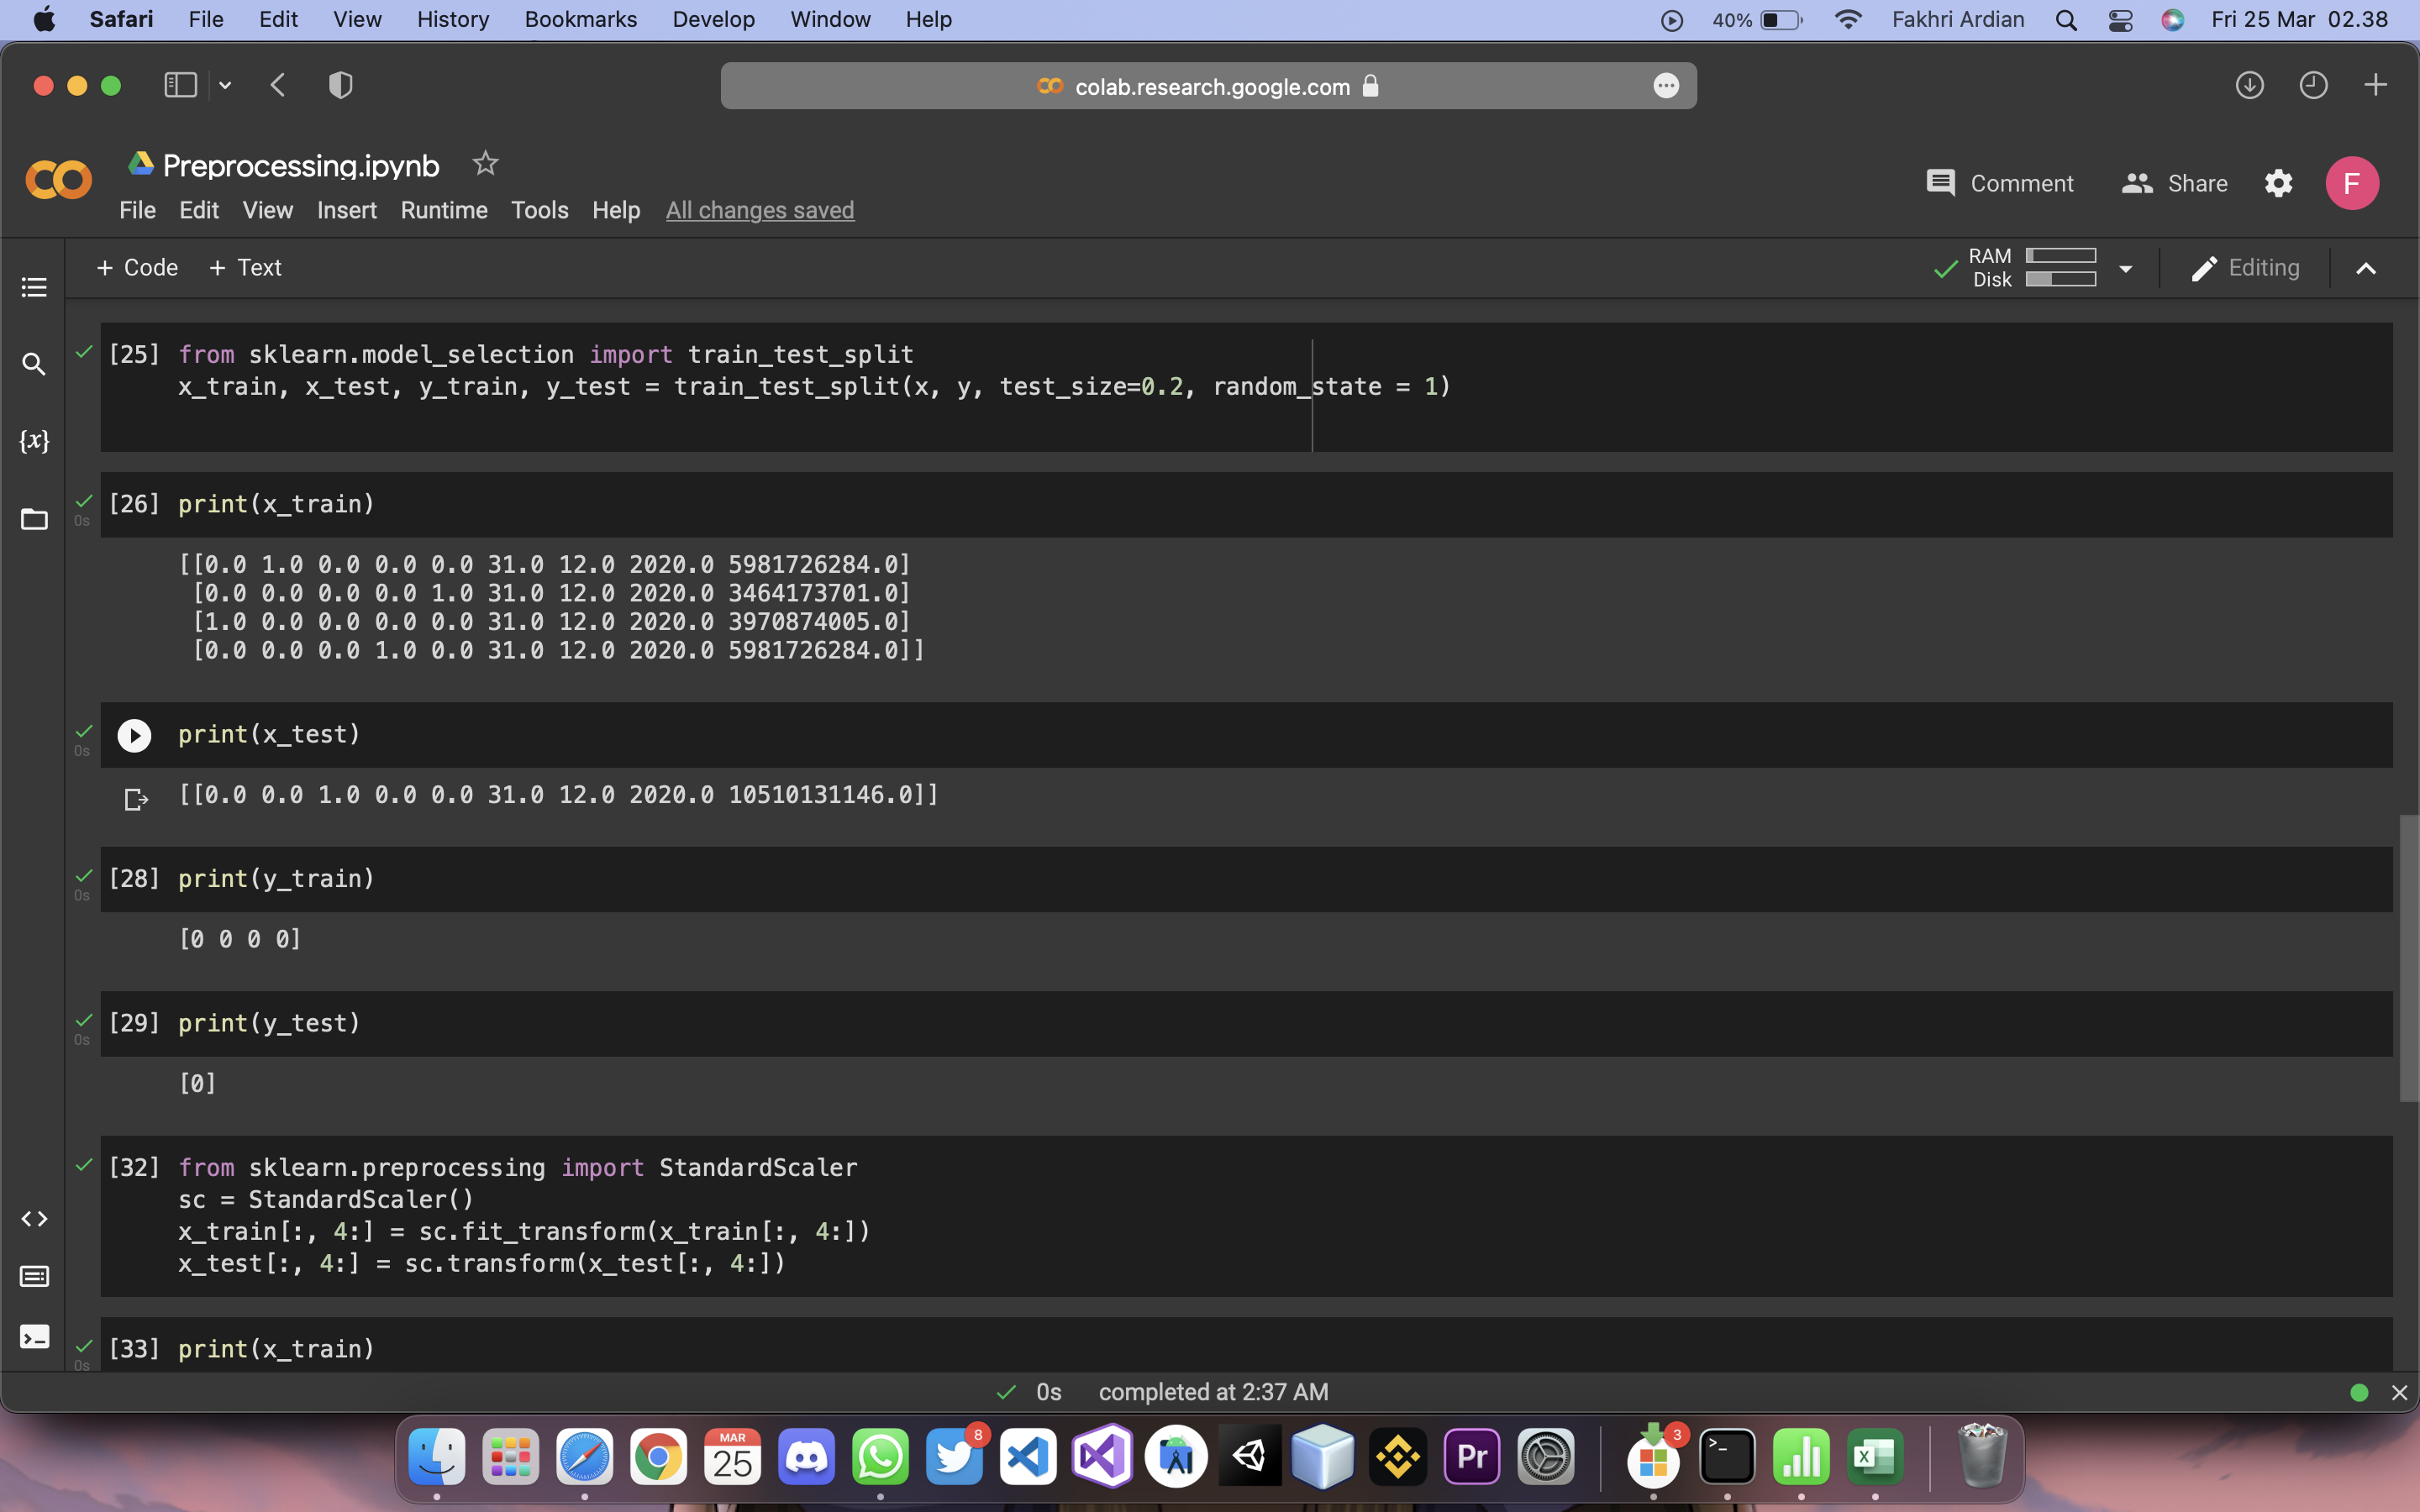 Safari File Edit View History Bookmarks Develop Window Help 40% Fakhri Ardian Fri 25 Mar 02.38
colab.research.google.com
Preprocessing.ipynb
File Edit View Insert Runtime Tools Help All changes saved
Comment Share F
+ Code + Text
RAM
Disk
Editing
{x}
[25] from sklearn.model_selection import train_test_split
x_train, x_test, y_train, y_test = train_test_split(x, y, test_size=0.2, random_state = 1)
[26] print(x_train)
0s
[[0.0 1.0 0.0 0.0 0.0 31.0 12.0 2020.0 5981726284.0]
[0.0 0.0 0.0 0.0 1.0 31.0 12.0 2020.0 3464173701.0]
[1.0 0.0 0.0 0.0 0.0 31.0 12.0 2020.0 3970874005.0]
[0.0 0.0 0.0 1.0 0.0 31.0 12.0 2020.0 5981726284.0]]
print(x_test)
0s
[[0.0 0.0 1.0 0.0 0.0 31.0 12.0 2020.0 10510131146.0]]
[28] print(y_train)
0s
[0 0 0 0]
[29] print(y_test)
0s
[0]
[32] from sklearn.preprocessing import StandardScaler
sc = StandardScaler()
x_train[:, 4:] = sc.fit_transform(x_train[:, 4:])
x_test[:, 4:] = sc.transform(x_test[:, 4:])
[33] print(x_train)
0s
0s completed at 2:37 AM
MAR
25
8
Pr
3
X